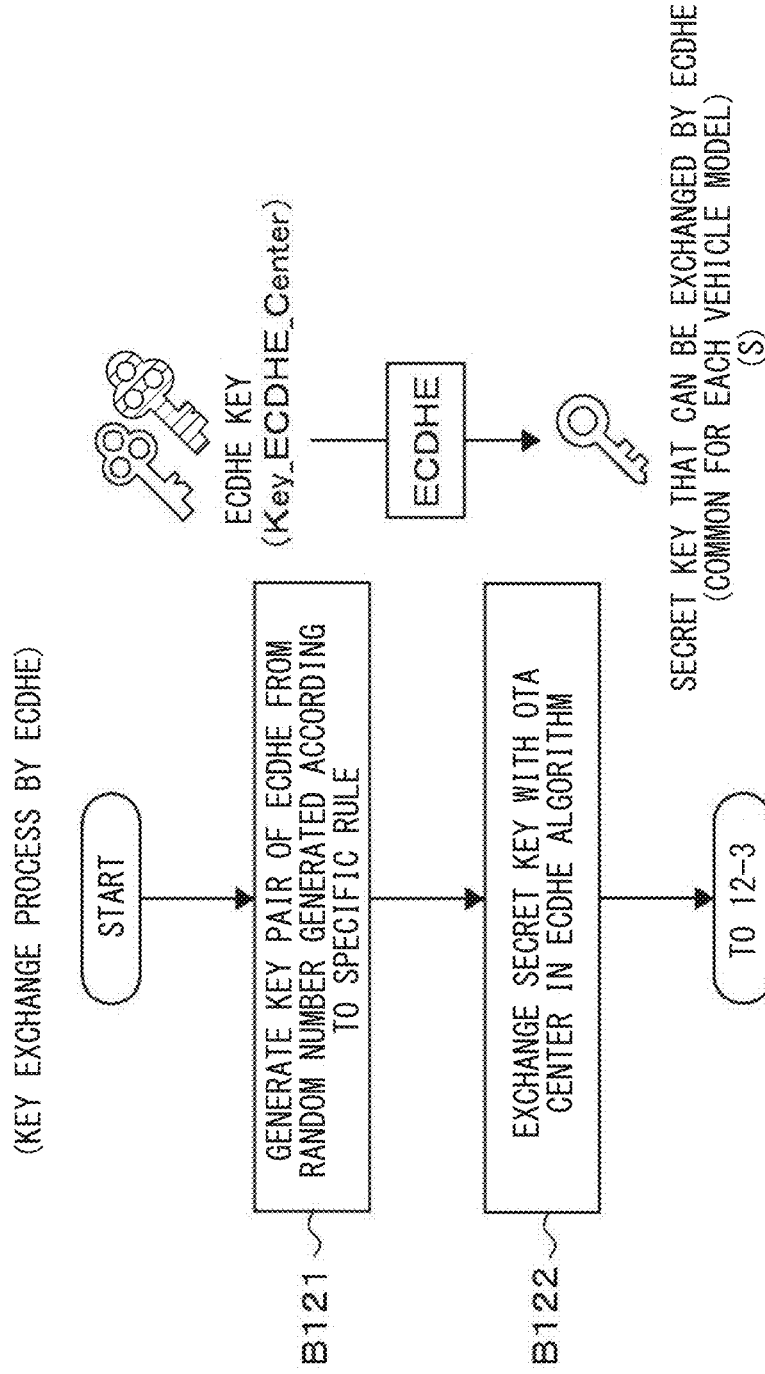 (KEY EXCHANGE PROCESS BY ECDHE)
START
B121
GENERATE KEY PAIR OF ECDHE FROM
RANDOM NUMBER GENERATED ACCORDING
TO SPECIFIC RULE
B122
EXCHANGE SECRET KEY WITH OTA
CENTER IN ECDHE ALGORITHM
TO 12-3
ECDHE KEY
(Key_ECDHE_Center)
ECDHE
SECRET KEY THAT CAN BE EXCHANGED BY ECDHE
(COMMON FOR EACH VEHICLE MODEL)
(S)